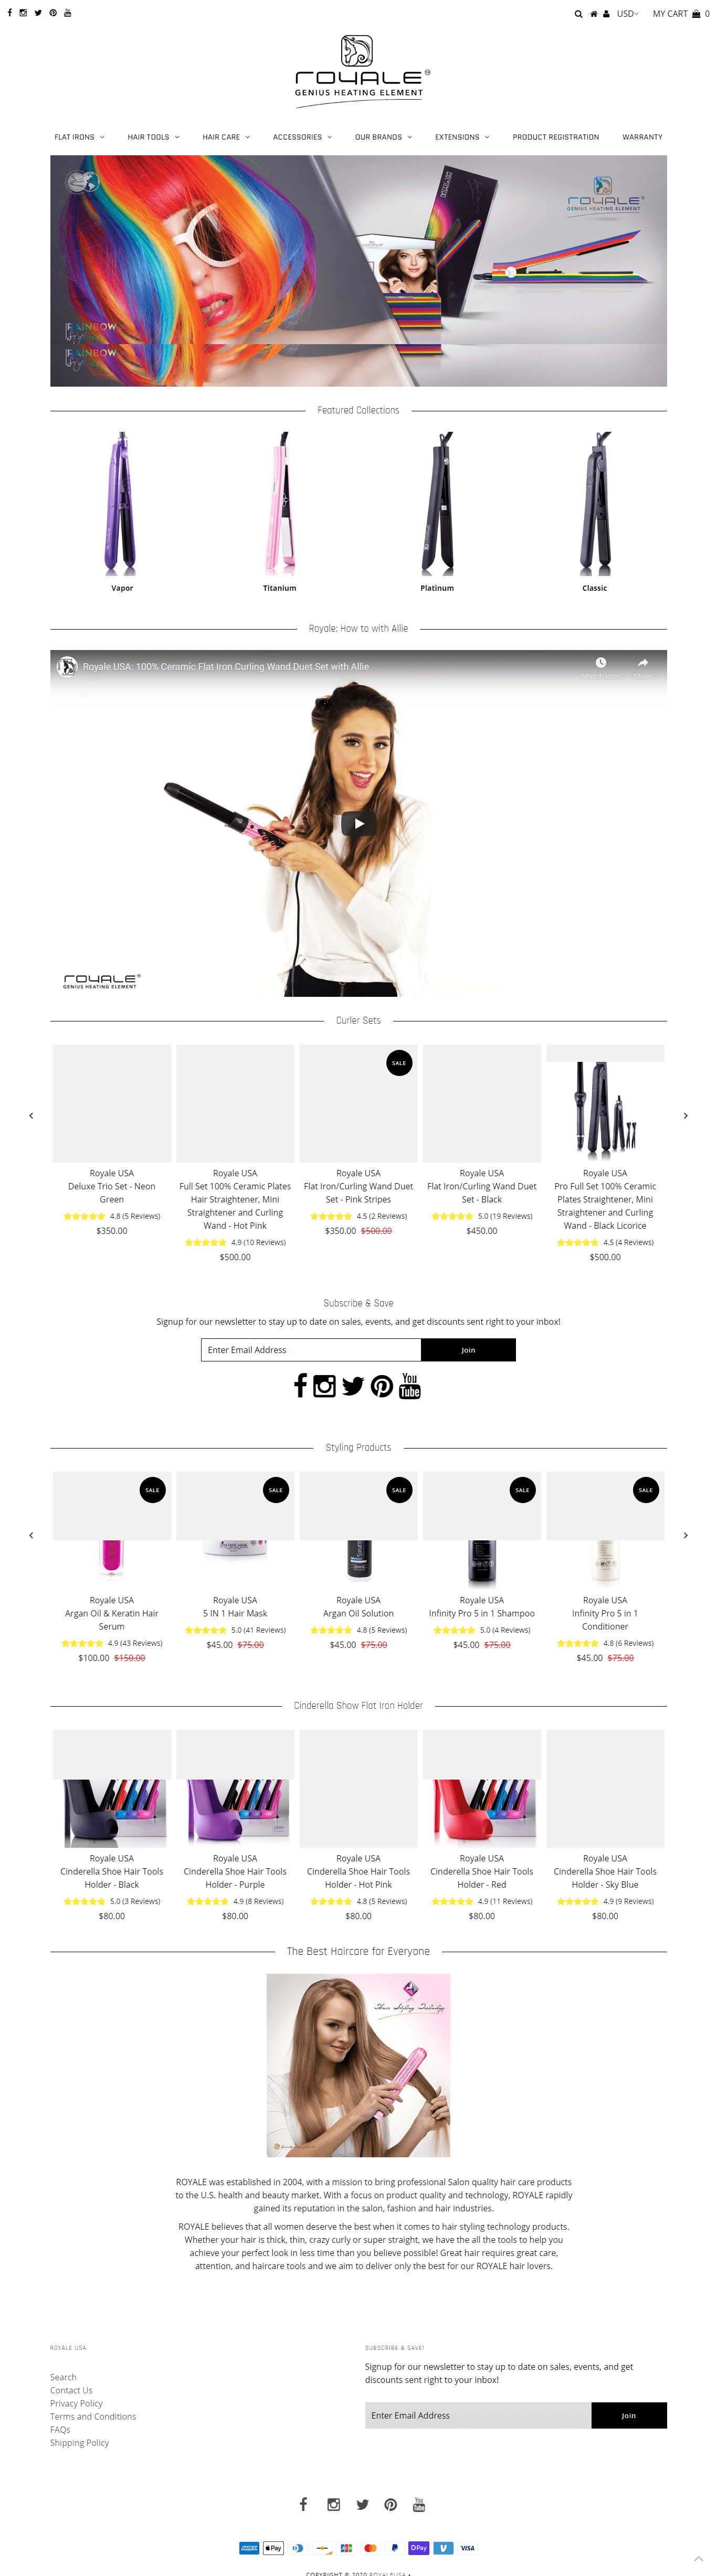 USD
MY CART 0
ROYALE
GENIUS HEATING ELEMENT
FLAT IRONS
HAIR TOOLS
HAIR CARE
ACCESSORIES
OUR BRANDS
EXTENSIONS
PRODUCT REGISTRATION
WARRANTY
ROYALE
GENIUS HEATING ELEMENT
RAINBOW
RAINBOW
Featured Collections
Vapor
Titanium
Platinum
Classic
Royale: How to with Allie
Royale USA: 100% Ceramic Flat Iron Curling Wand Duet Set with Allie
Watch later
Share
ROYALE
GENIUS HEATING ELEMENT
Curler Sets
SALE
Royale USA
Deluxe Trio Set - Neon
Green
4.8 (5 Reviews)
$350.00
Royale USA
Full Set 100% Ceramic Plates
Hair Straightener, Mini
Straightener and Curling
Wand - Hot Pink
4.9 (10 Reviews)
$500.00
Royale USA
Flat Iron/Curling Wand Duet
Set - Pink Stripes
4.5 (2 Reviews)
$350.00 $500.00
Royale USA
Flat Iron/Curling Wand Duet
Set - Black
5.0 (19 Reviews)
$450.00
Royale USA
Pro Full Set 100% Ceramic
Plates Straightener, Mini
Straightener and Curling
Wand - Black Licorice
4.5 (4 Reviews)
$500.00
Subscribe & Save
Signup for our newsletter to stay up to date on sales, events, and get discounts sent right to your inbox!
Enter Email Address
Join
You
Tube
Styling Products
SALE
SALE
SALE
SALE
SALE
Royale USA
Argan Oil & Keratin Hair
Serum
4.9 (43 Reviews)
$100.00 $150.00
Royale USA
5 IN 1 Hair Mask
5.0 (41 Reviews)
$45.00 $75.00
Royale USA
Argan Oil Solution
4.8 (5 Reviews)
$45.00 $75.00
Royale USA
Infinity Pro 5 in 1 Shampoo
5.0 (4 Reviews)
$45.00 $75.00
Royale USA
Infinity Pro 5 in 1
Conditioner
4.8 (6 Reviews)
$45.00 $75.00
Cinderella Show Flat Iron Holder
Royale USA
Cinderella Shoe Hair Tools
Holder - Black
5.0 (3 Reviews)
$80.00
Royale USA
Cinderella Shoe Hair Tools
Holder - Purple
4.9 (8 Reviews)
$80.00
Royale USA
Cinderella Shoe Hair Tools
Holder - Hot Pink
4.8 (5 Reviews)
$80.00
Royale USA
Cinderella Shoe Hair Tools
Holder - Red
4.9 (11 Reviews)
$80.00
Royale USA
Cinderella Shoe Hair Tools
Holder - Sky Blue
4.9 (9 Reviews)
$80.00
The Best Haircare for Everyone
Hair Styling Technology
ROYALE was established in 2004, with a mission to bring professional Salon quality hair care products
to the U.S. health and beauty market. With a focus on product quality and technology, ROYALE rapidly
gained its reputation in the salon, fashion and hair industries.
ROYALE believes that all women deserve the best when it comes to hair styling technology products.
Whether your hair is thick, thin, crazy curly or super straight, we have the all the tools to help you
achieve your perfect look in less time than you believe possible! Great hair requires great care,
attention, and haircare tools and we aim to deliver only the best for our ROYALE hair lovers.
ROYALE USA
Search
Contact Us
Privacy Policy
Terms and Conditions
FAQs
Shipping Policy
SUBSCRIBE & SAVE!
Signup for our newsletter to stay up to date on sales, events, and get
discounts sent right to your inbox!
Enter Email Address
Join
You
Tube
Pay
JCB
Pay
VISA
COPYRIGHT © 2020 ROYALEUSA •